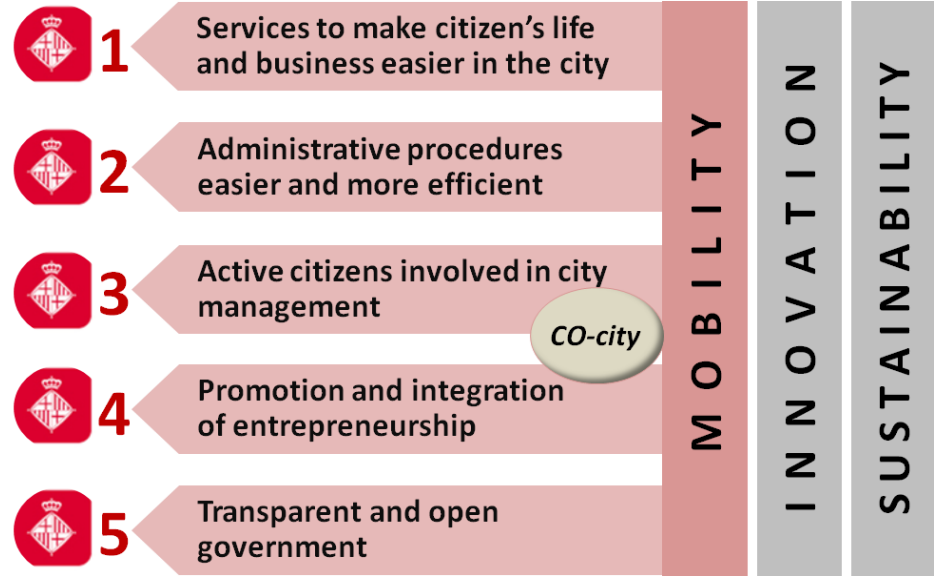 1
Services to make citizen's life
and business easier in the city
2
Administrative procedures
easier and more efficient
3
Active citizens involved in city
management
CO-city
4
Promotion and integration
of entrepreneurship
5
Transparent and open
government
MOBILITY
INNOVATION
SUSTAINABILITY